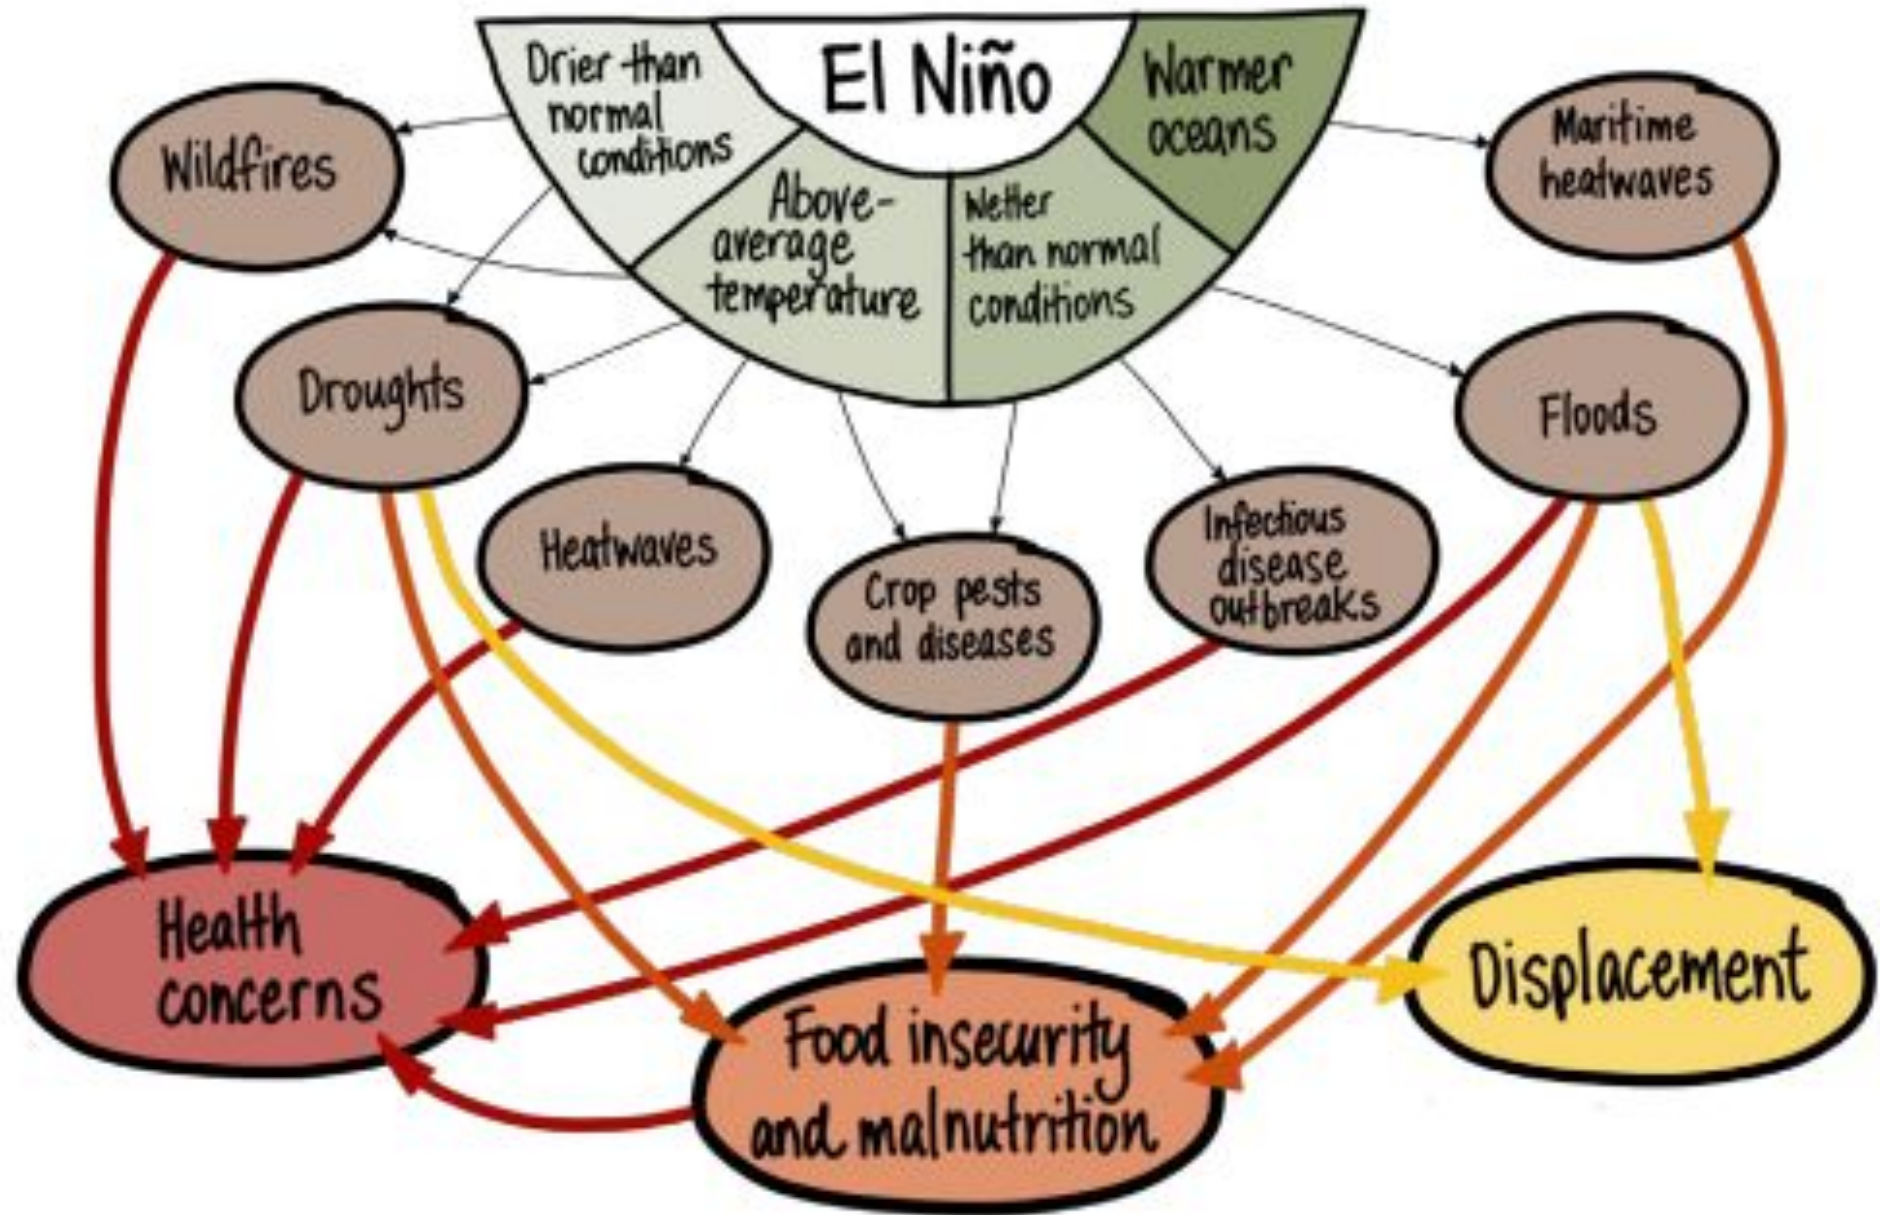 El Niño
Drier than
normal
conditions
Above-
average
temperature
Wetter
than normal
conditions
Warmer
oceans
Wildfires
Maritime
heatwaves
Droughts
Floods
Heatwaves
Crop pests
and diseases
Infectious
disease
outbreaks
Health
concerns
Food insecurity
and malnutrition
Displacement